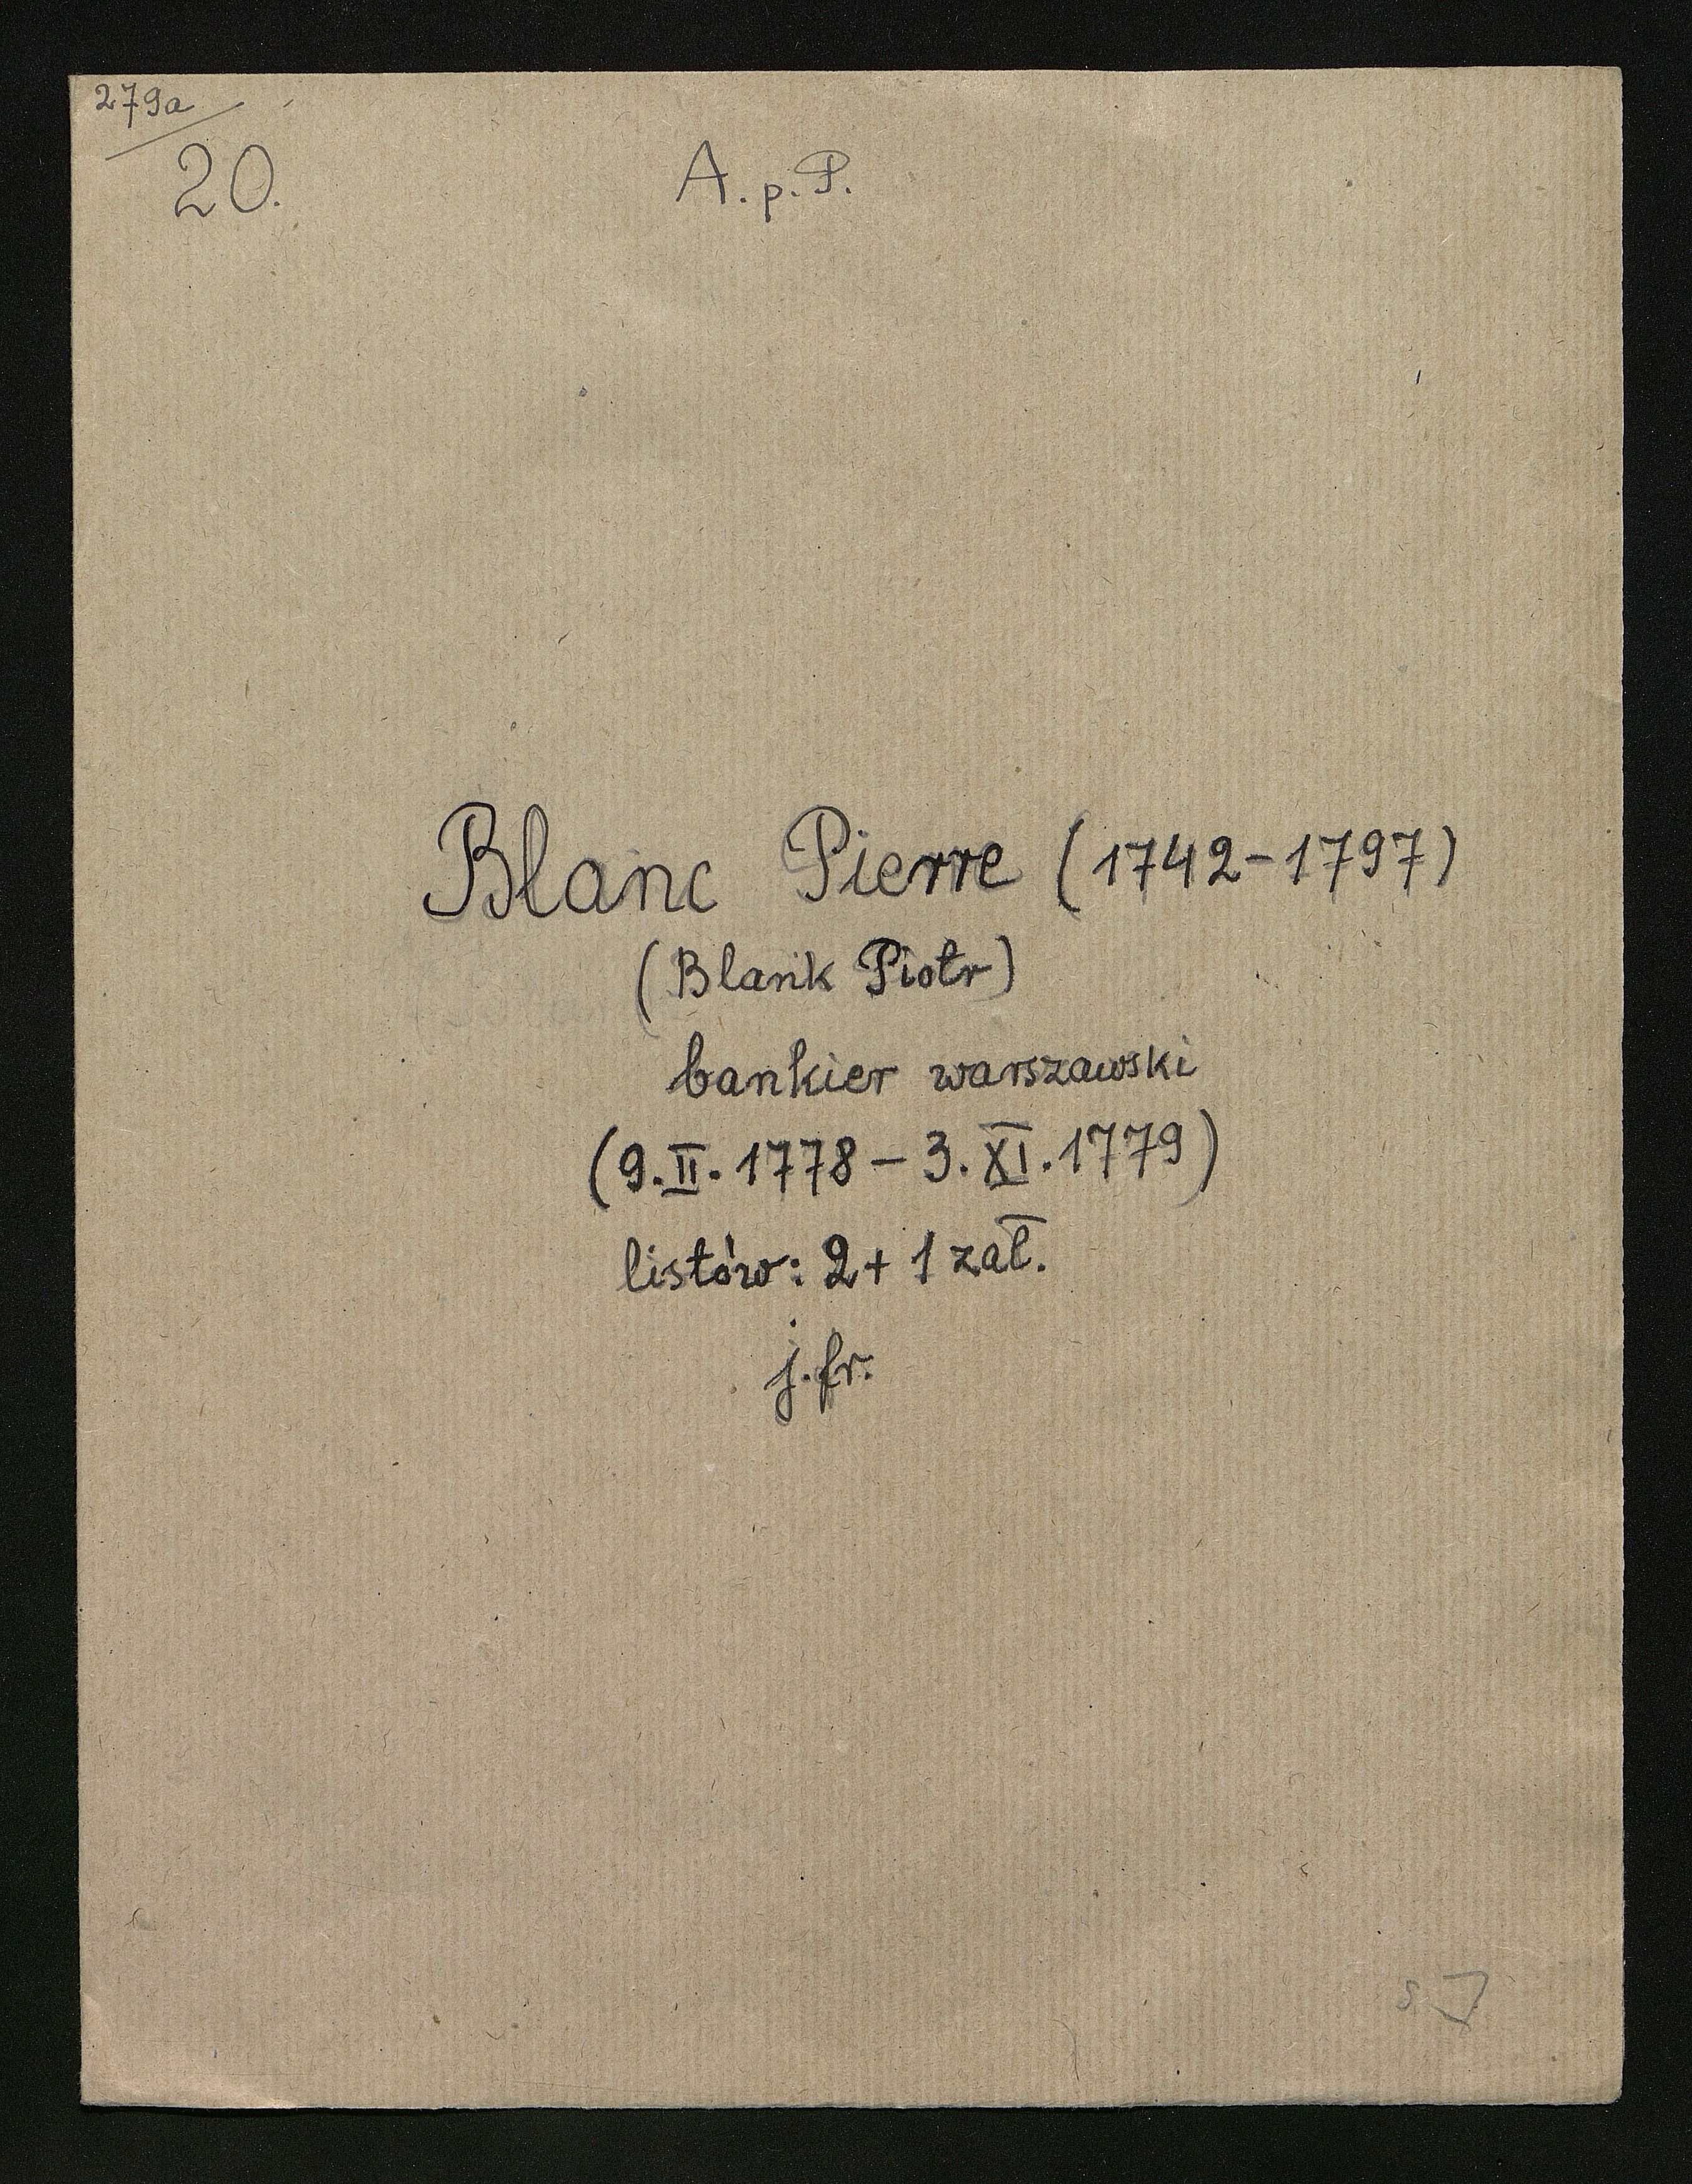 279a
20.
A. p. P.
Blanc Pierre (1742-1797)
(Blank Piotr)
bankier warszawski
(9.II.1778 - 3.XI.1779)
listów: 2 + 1 zał.
j. fr.